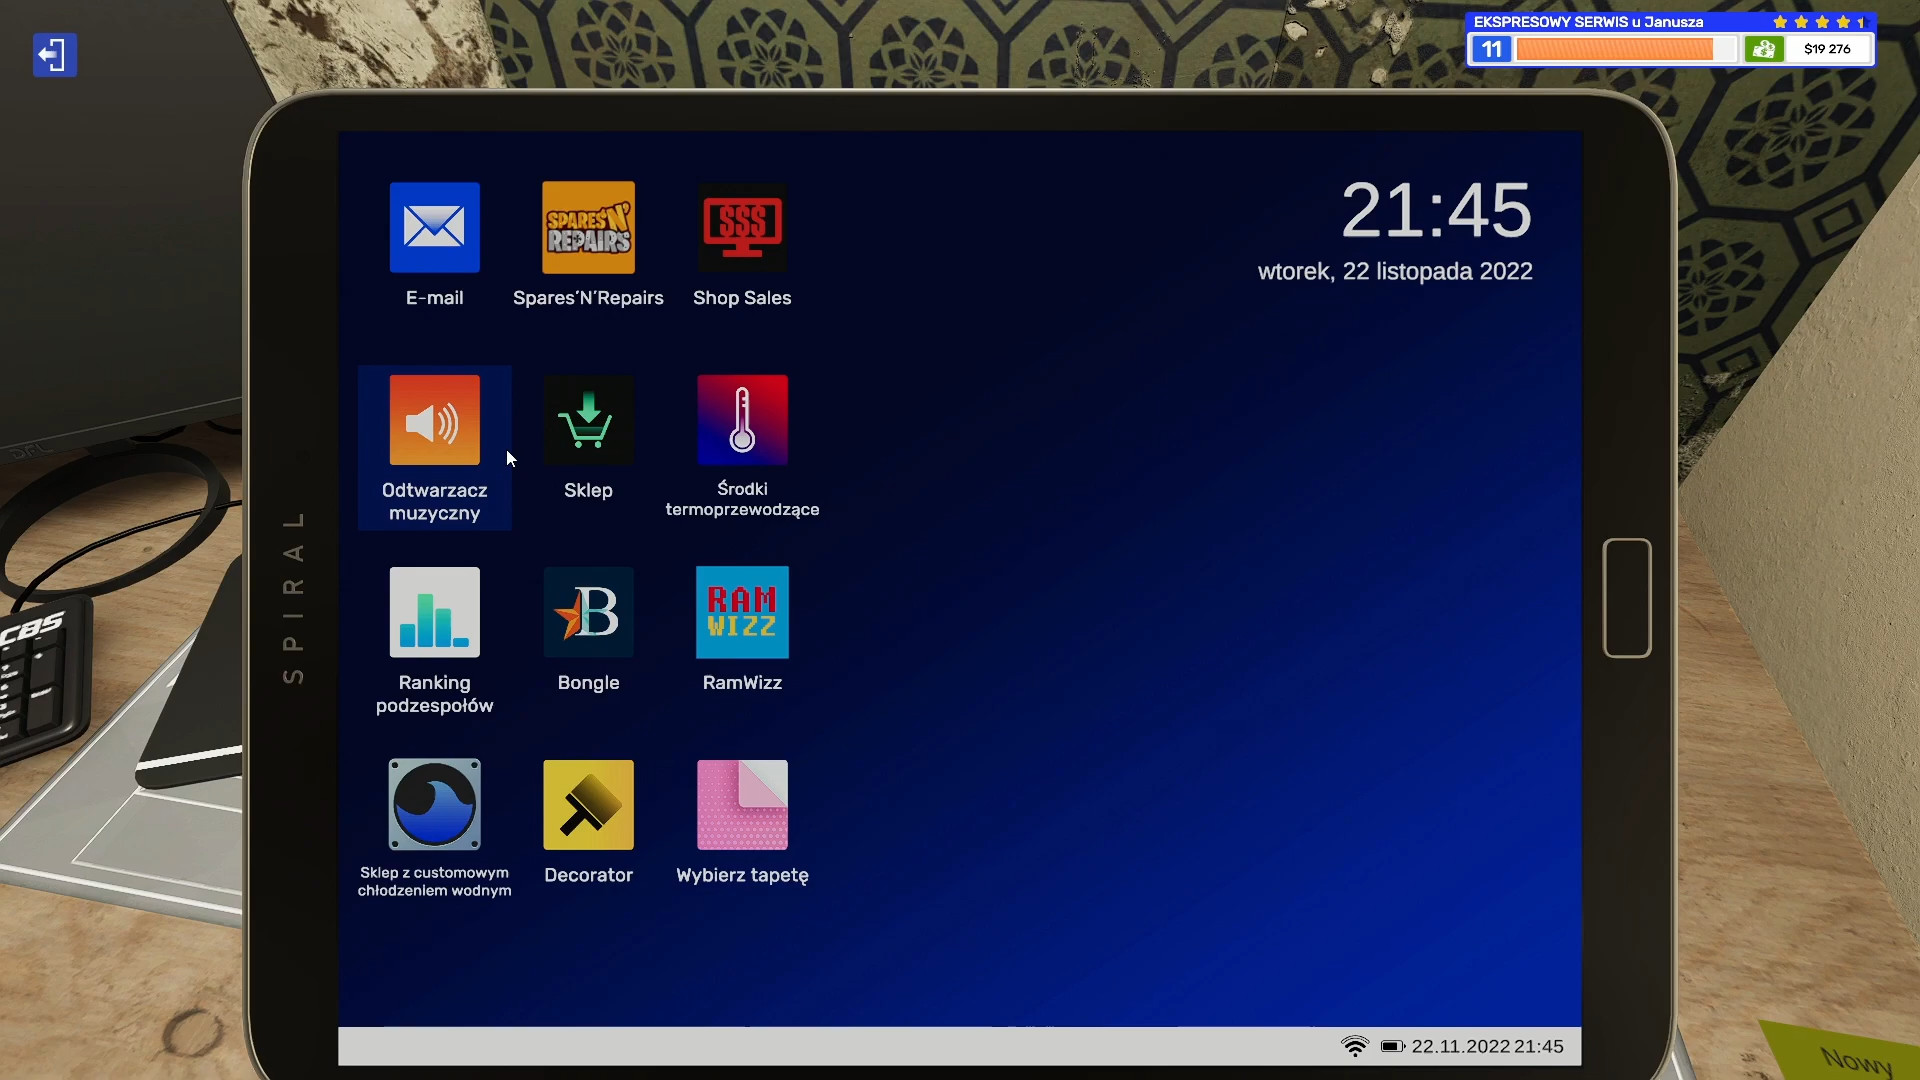 EKSPRESOWY SERWIS u Janusza
11
$19 276
21:45
wtorek, 22 listopada 2022
SPARES'N'
REPAIRS
$$$
E-mail
Spares'N'Repairs
Shop Sales
Odtwarzacz
muzyczny
Sklep
Środki
termoprzewodzące
RAM
WIZZ
B
Ranking
podzespołów
Bongle
RamWizz
Sklep z customowym
chłodzeniem wodnym
Decorator
Wybierz tapetę
SPIRAL
22.11.2022 21:45
Nowy